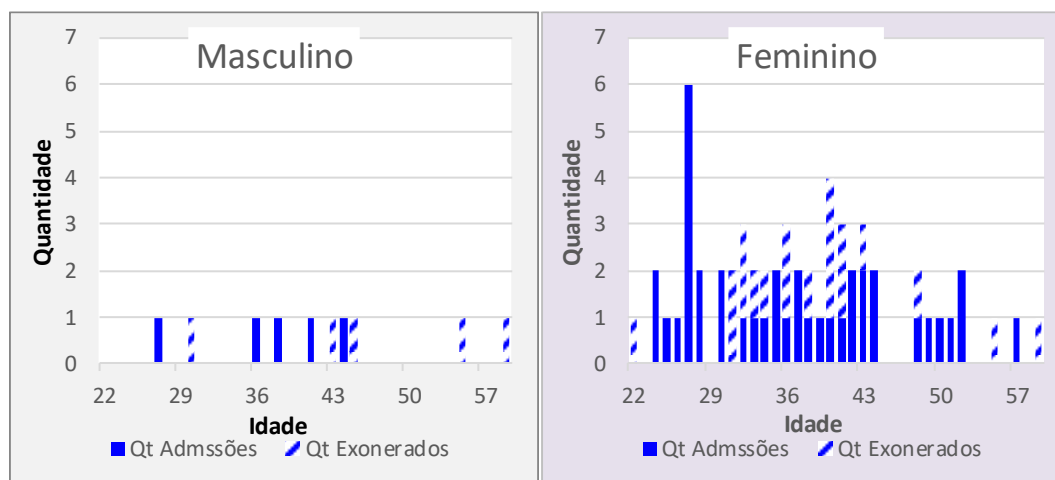 Masculino
7
6
5
4
3
2
1
0
Quantidade
22 29 36 43 50 57
Idade
Qt Admssões Qt Exonerados
Feminino
7
6
5
4
3
2
1
0
Quantidade
22 29 36 43 50 57
Idade
Qt Admssões Qt Exonerados